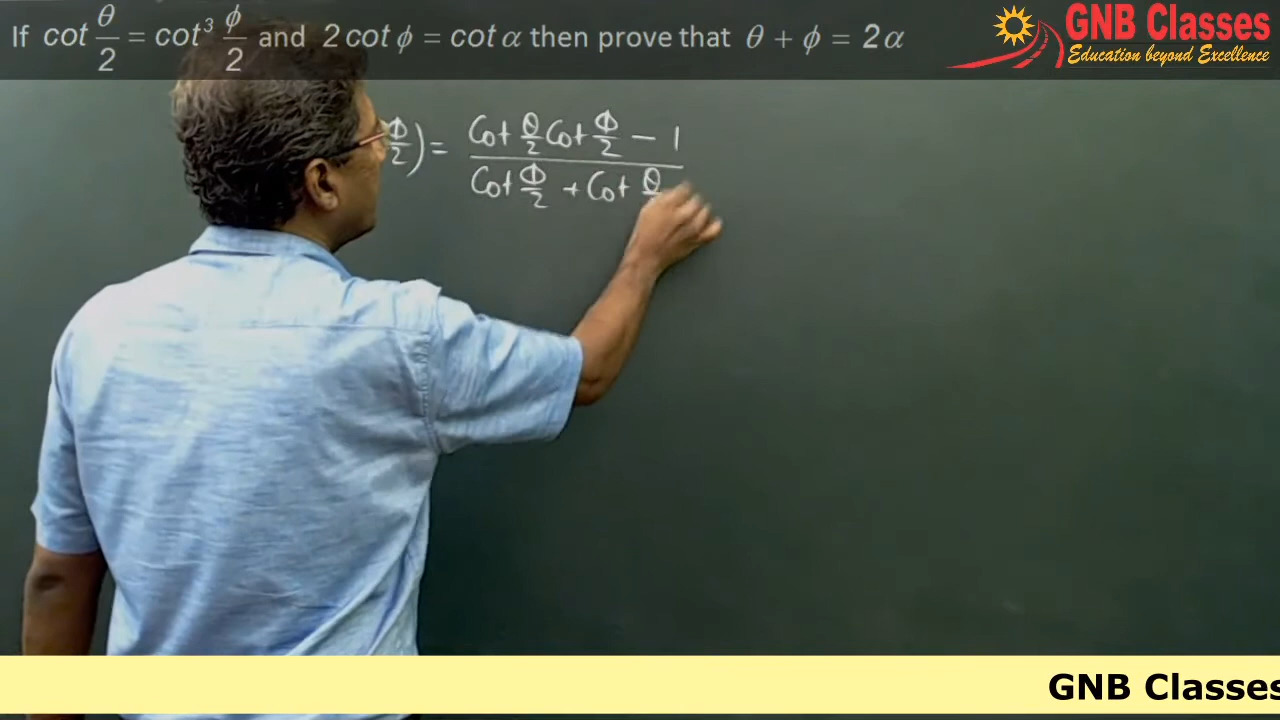 If cot θ/2 = cot³ ϕ/2 and 2 cot ϕ = cot α then prove that θ + ϕ = 2α
GNB Classes
Education beyond Excellence
Φ/2) = (Cot θ/2 Cot Φ/2 − 1)/(Cot Φ/2 + Cot θ/
GNB Classes